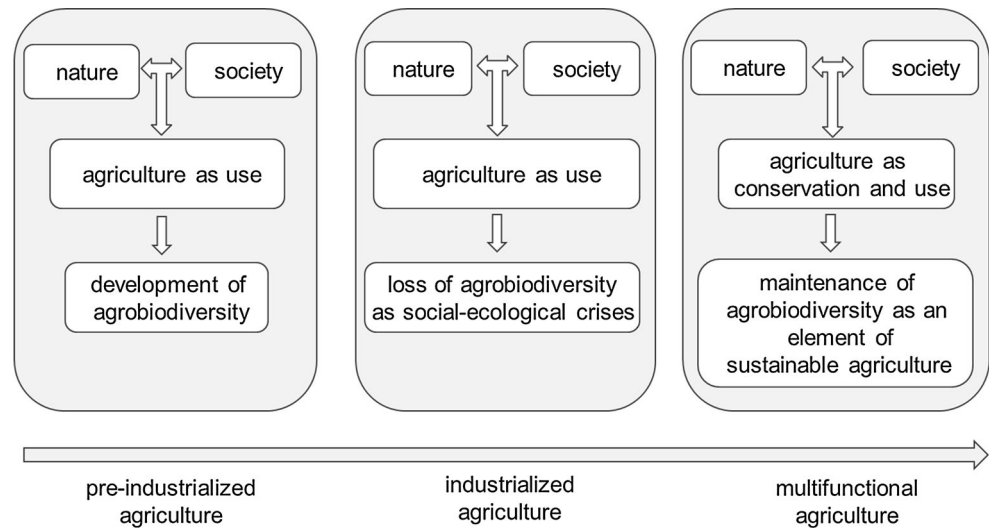 nature
society
agriculture as use
development of
agrobiodiversity
nature
society
agriculture as use
loss of agrobiodiversity
as social-ecological crises
nature
society
agriculture as
conservation and use
maintenance of
agrobiodiversity as an
element of
sustainable agriculture
pre-industrialized
agriculture
industrialized
agriculture
multifunctional
agriculture